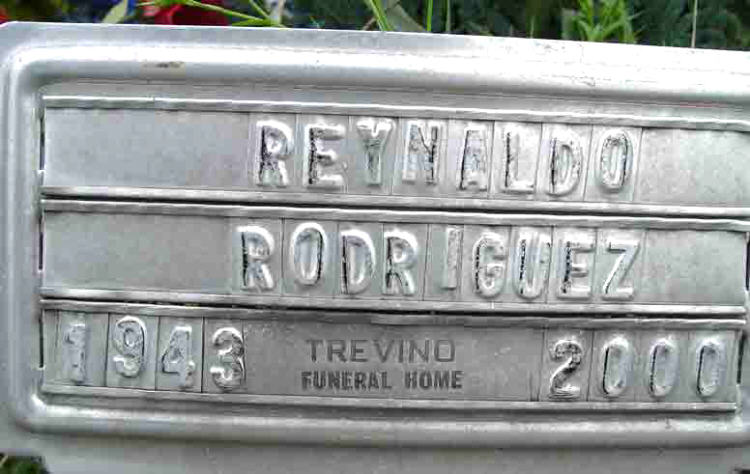 REYNALDO
RODRIGUEZ
1943 TREVINO 2000
FUNERAL HOME